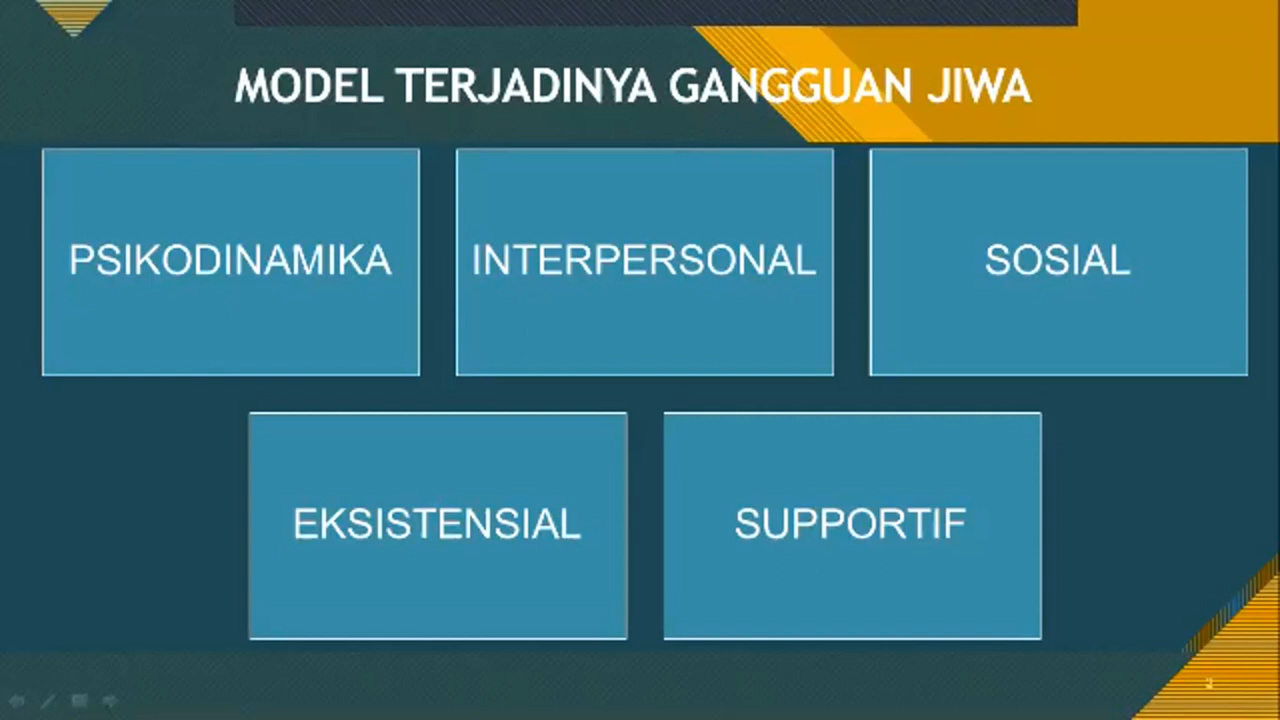 MODEL TERJADINYA GANGGUAN JIWA
PSIKODINAMIKA
INTERPERSONAL
SOSIAL
EKSISTENSIAL
SUPPORTIF